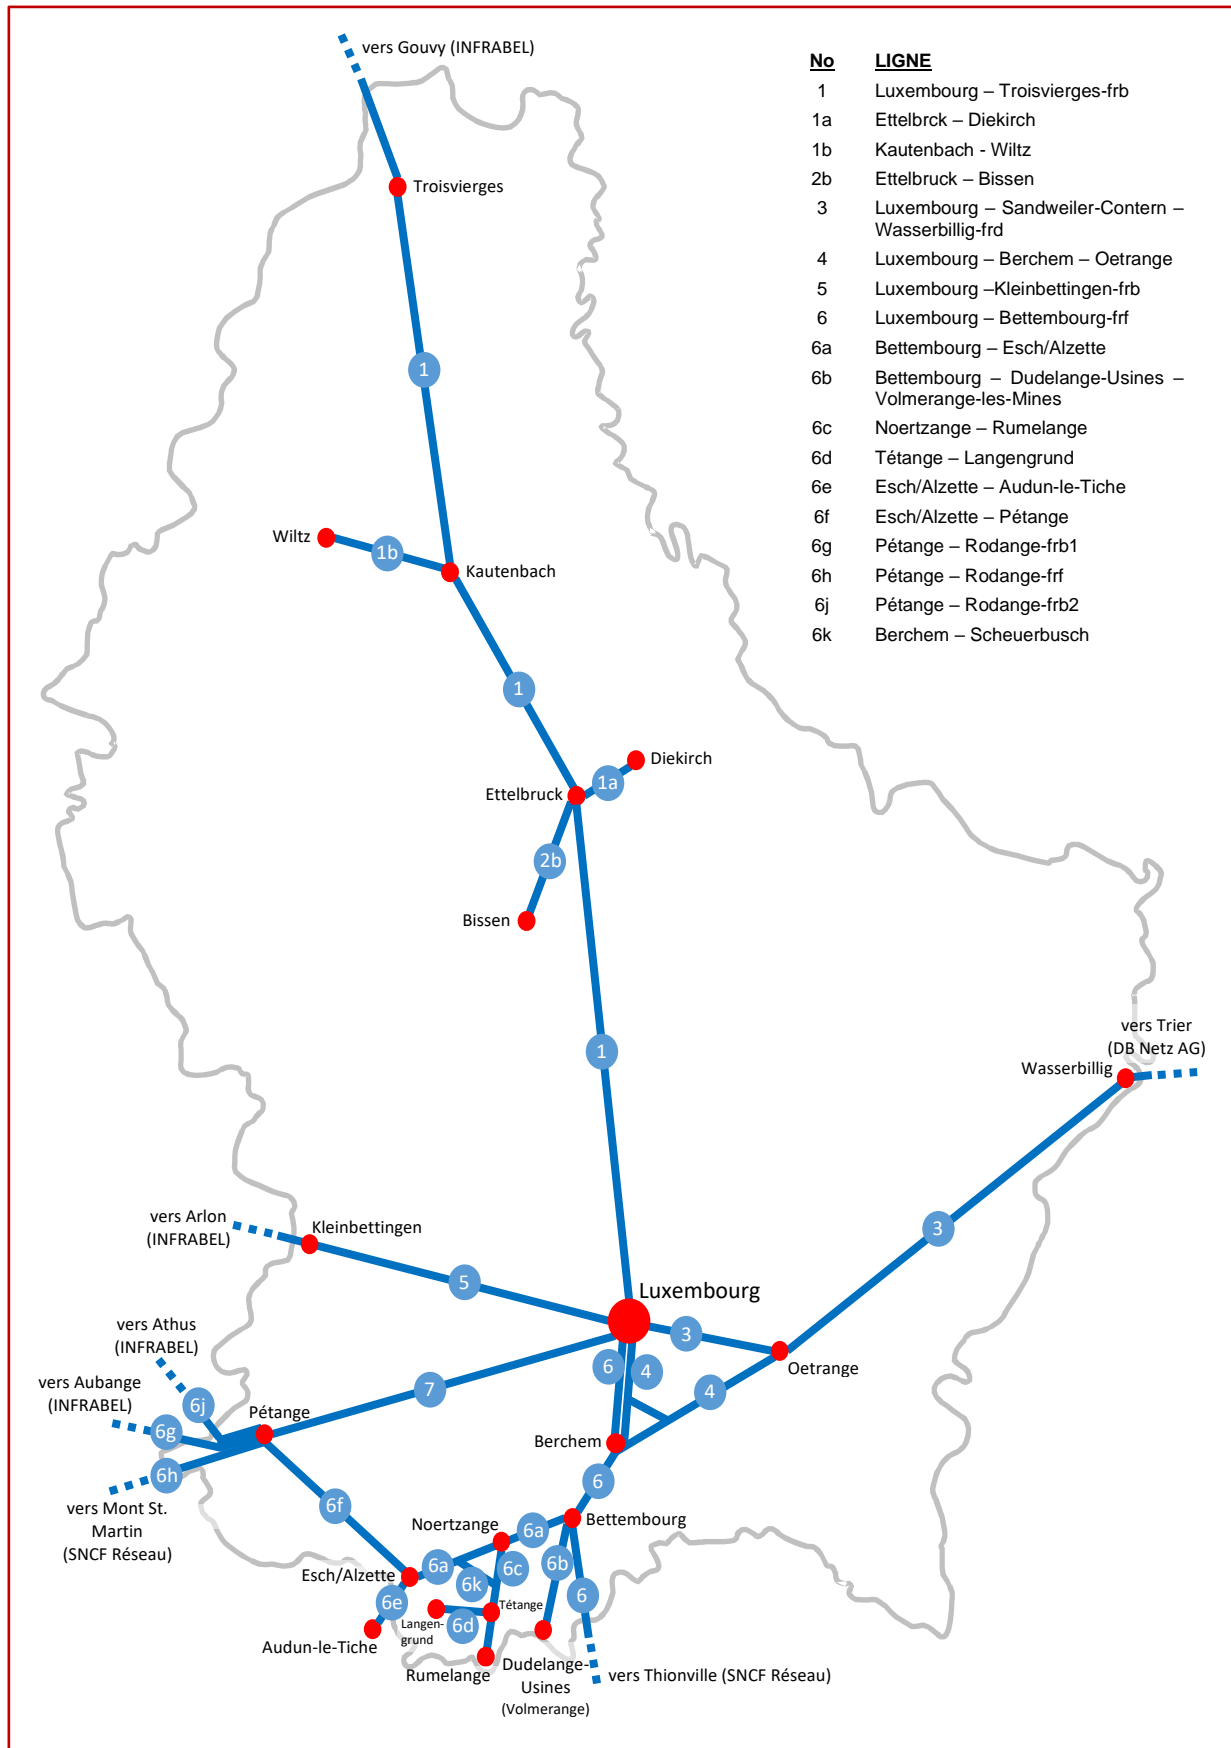 vers Gouvy (INFRABEL)
No LIGNE
1 Luxembourg – Troisvierges-frb
1a Ettelbrck – Diekirch
1b Kautenbach - Wiltz
2b Ettelbruck – Bissen
3 Luxembourg – Sandweiler-Contern –
Wasserbillig-frd
4 Luxembourg – Berchem – Oetrange
5 Luxembourg –Kleinbettingen-frb
6 Luxembourg – Bettembourg-frf
6a Bettembourg – Esch/Alzette
6b Bettembourg – Dudelange-Usines –
Volmerange-les-Mines
6c Noertzange – Rumelange
6d Tétange – Langengrund
6e Esch/Alzette – Audun-le-Tiche
6f Esch/Alzette – Pétange
6g Pétange – Rodange-frb1
6h Pétange – Rodange-frf
6j Pétange – Rodange-frb2
6k Berchem – Scheuerbusch
Troisvierges
1
Wiltz
1b
Kautenbach
1
Diekirch
1a
Ettelbruck
2b
Bissen
1
vers Trier
(DB Netz AG)
Wasserbillig
3
vers Arlon
(INFRABEL)
Kleinbettingen
5
Luxembourg
3
Oetrange
6
4
4
vers Athus
(INFRABEL)
vers Aubange
(INFRABEL)
7
6j
Pétange
6g
6h
Berchem
vers Mont St.
Martin
(SNCF Réseau)
6
6f
Bettembourg
Noertzange
6a
6a
6b
6c
6k
6
Esch/Alzette
6e
Tétange
Langen-
grund
6d
Audun-le-Tiche
Rumelange
Dudelange-
Usines
(Volmerange)
vers Thionville (SNCF Réseau)